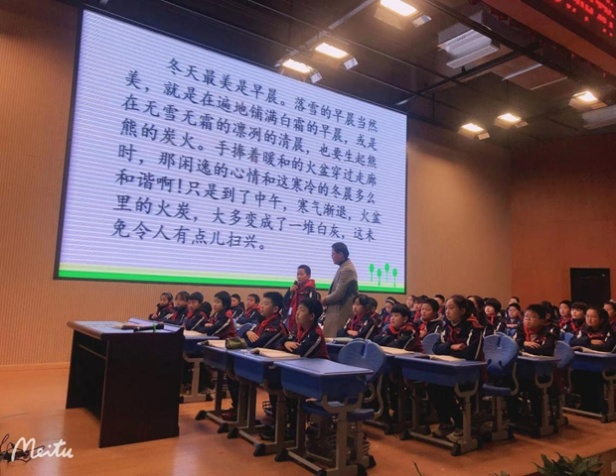 冬天最美是早晨。落雪的早晨当然
美，就是在遍地铺满白霜的早晨，或是
在无雪无霜的凛冽的清晨，也要生起熊
熊的炭火。手捧着暖和的火盆穿过走廊
时，那闲逸的心情和这寒冷的冬晨多么
和谐啊！只是到了中午，寒气渐退，火盆
里的火炭，大多变成了一堆白灰，这未
免令人有点儿扫兴。
Meitu